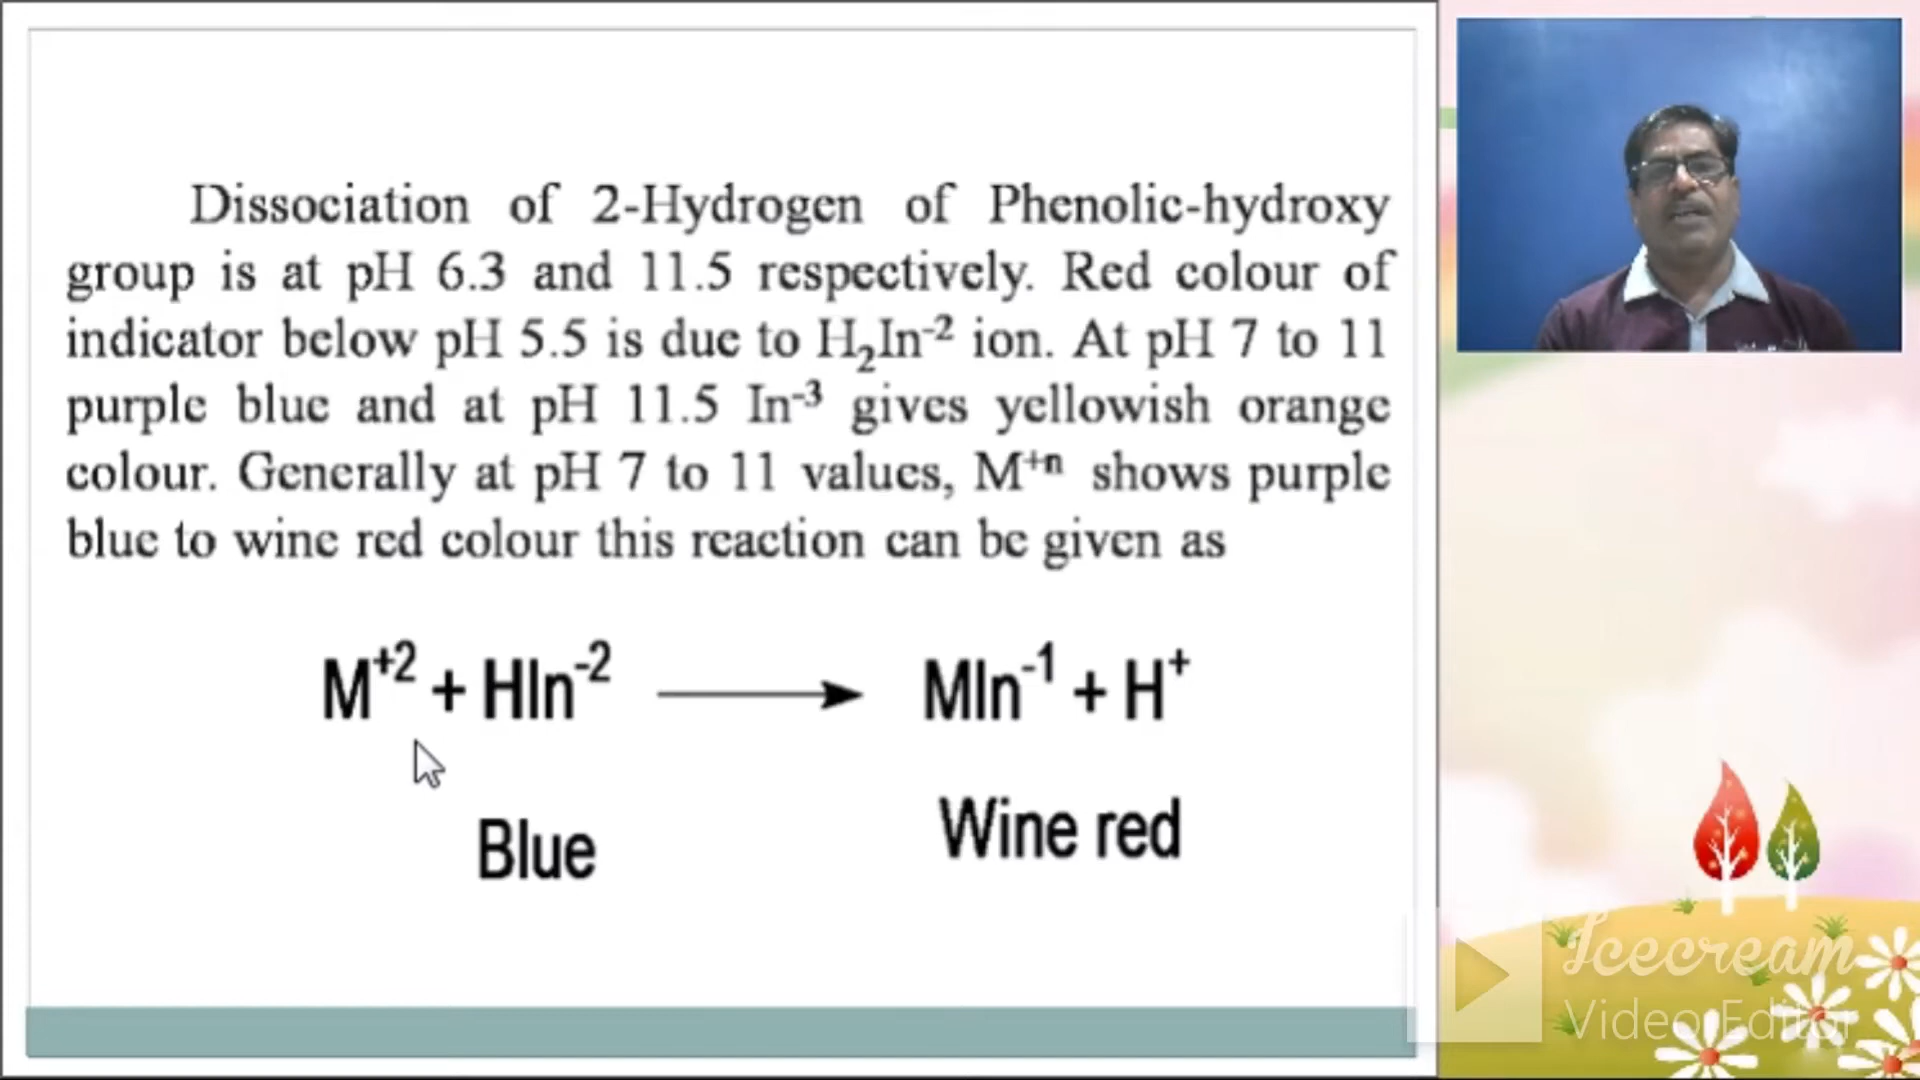 Dissociation of 2-Hydrogen of Phenolic-hydroxy
group is at pH 6.3 and 11.5 respectively. Red colour of
indicator below pH 5.5 is due to H₂In⁻² ion. At pH 7 to 11
purple blue and at pH 11.5 In⁻³ gives yellowish orange
colour. Generally at pH 7 to 11 values, M⁺ⁿ shows purple
blue to wine red colour this reaction can be given as
M⁺² + HIn⁻² ⟶ MIn⁻¹ + H⁺
Blue Wine red
Icecream
Video Editor